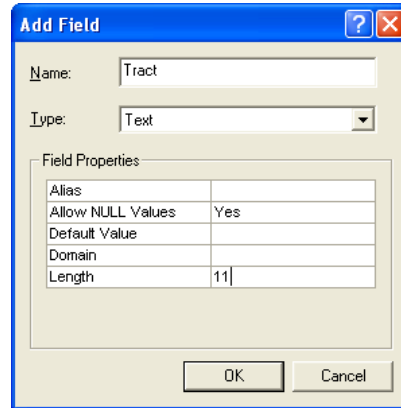 Add Field
Name: Tract
Type: Text
Field Properties
Alias
Allow NULL Values Yes
Default Value
Domain
Length 11
OK Cancel